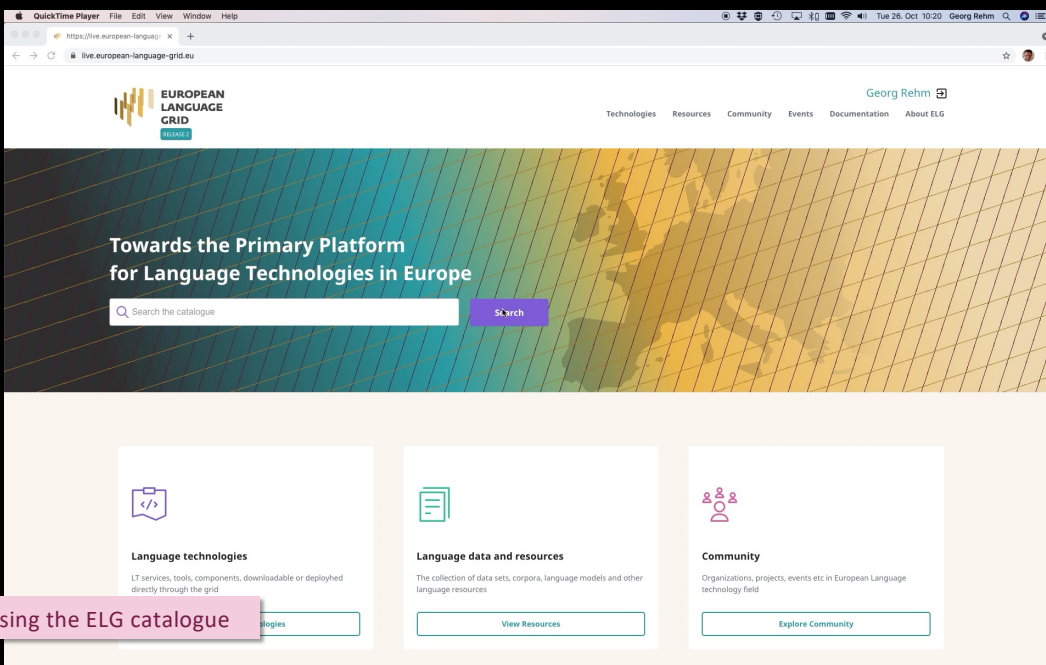 QuickTime Player File Edit View Window Help
Tue 26. Oct 10:20 Georg Rehm
https://live.european-languag
live.european-language-grid.eu
EUROPEAN
LANGUAGE
GRID
RELEASE 2
Georg Rehm
Technologies Resources Community Events Documentation About ELG
Towards the Primary Platform
for Language Technologies in Europe
Search the catalogue
Search
Language technologies
LT services, tools, components, downloadable or deployhed
directly through the grid
Language data and resources
The collection of data sets, corpora, language models and other
language resources
View Resources
Community
Organizations, projects, events etc in European Language
technology field
Explore Community
sing the ELG catalogue
ologies